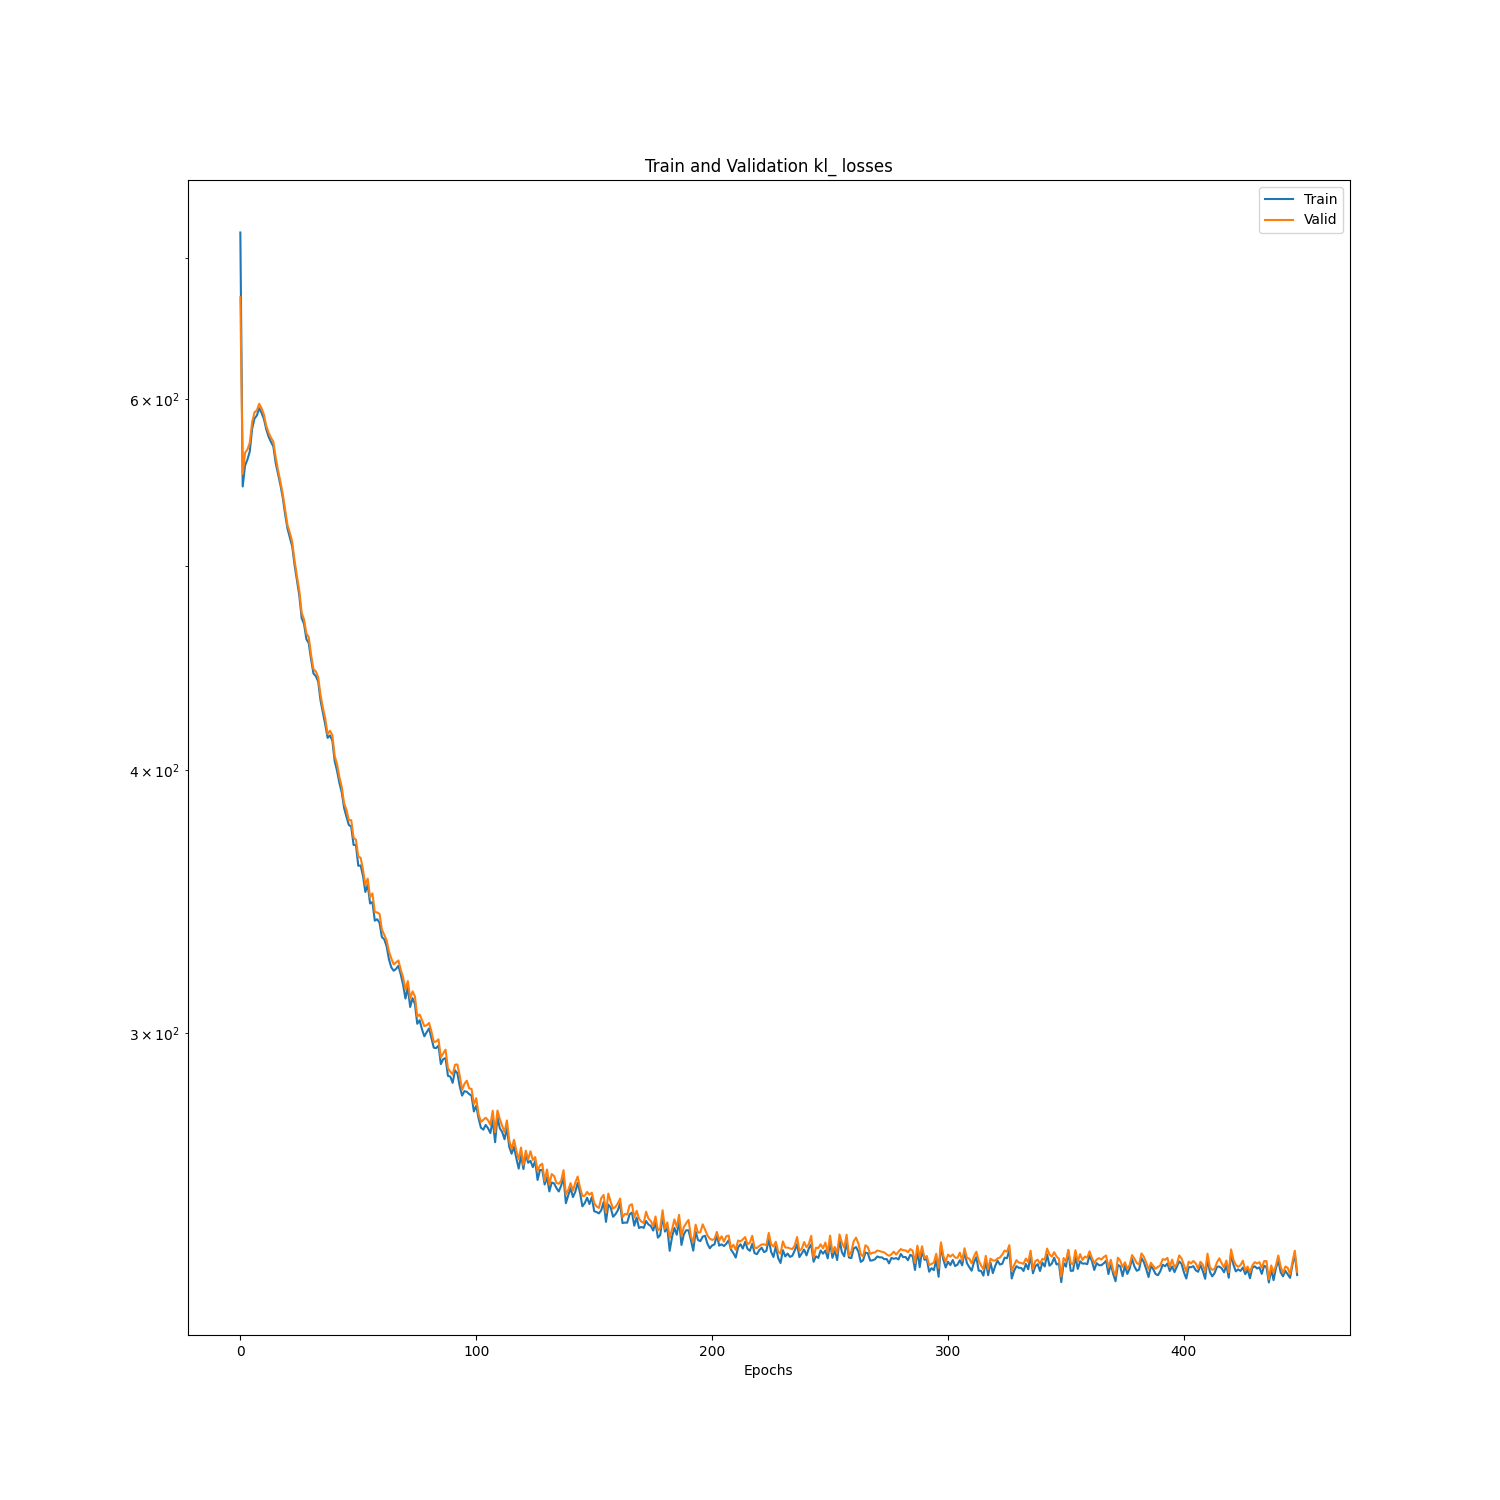 Train and Validation kl_ losses
Train
Valid
6 × 10²
4 × 10²
3 × 10²
0 100 200 300 400
Epochs